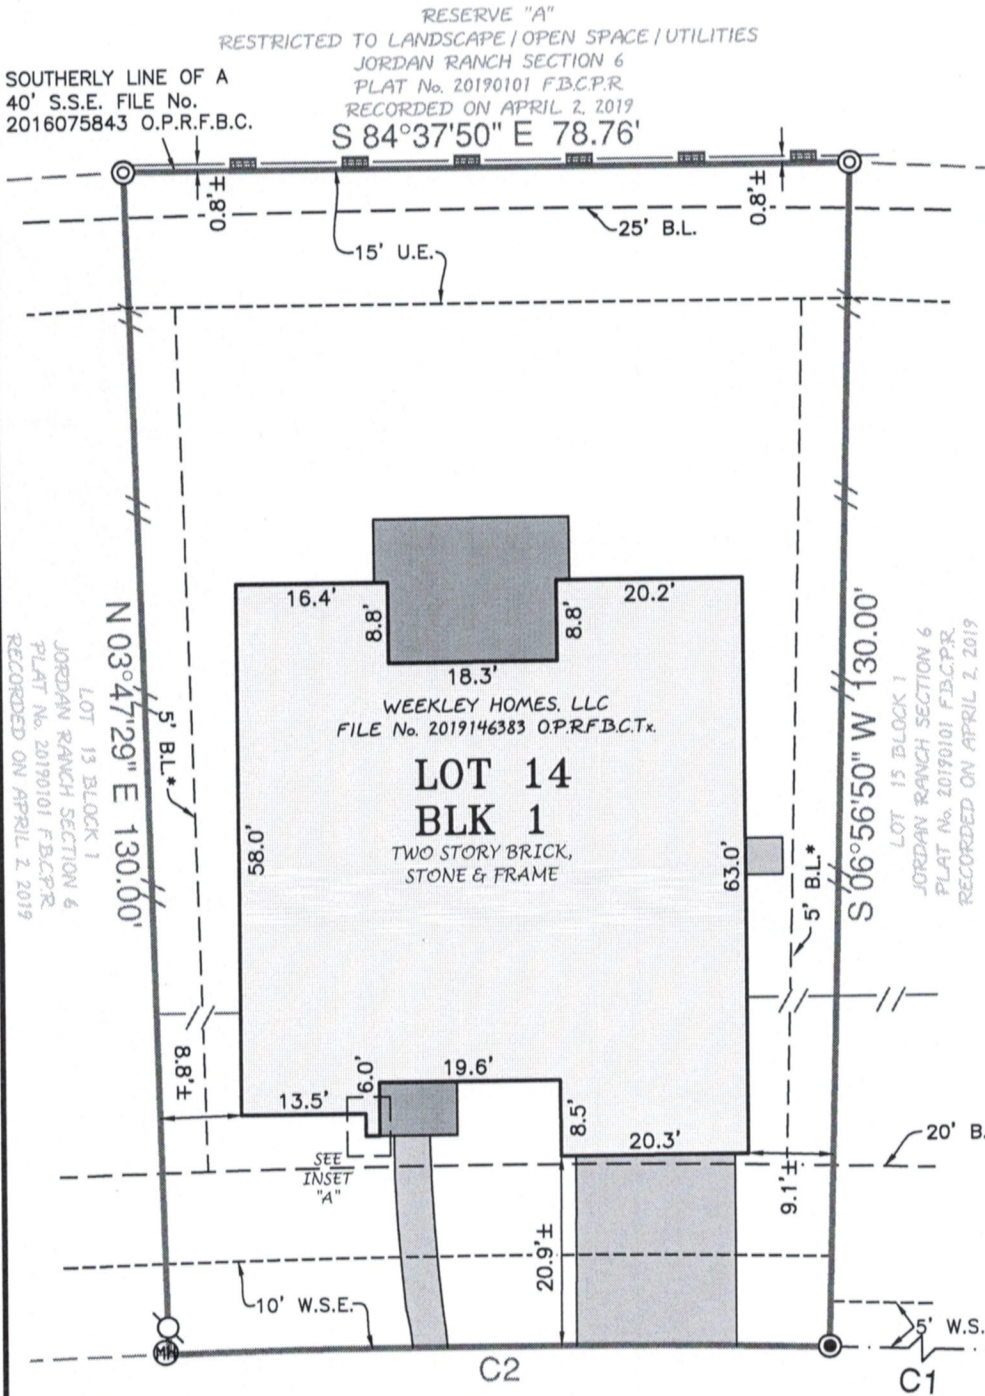 RESERVE "A"
RESTRICTED TO LANDSCAPE / OPEN SPACE / UTILITIES
JORDAN RANCH SECTION 6
PLAT No. 20190101 F.B.C.P.R
RECORDED ON APRIL 2, 2019
SOUTHERLY LINE OF A
40' S.S.E. FILE No.
2016075843 O.P.R.F.B.C.
S 84°37'50" E 78.76'
0.8'±
0.8'±
25' B.L.
15' U.E.
16.4'
8.8'
18.3'
8.8'
20.2'
WEEKLEY HOMES, LLC
FILE No. 2019146383 O.P.R.F.B.C.Tx.
LOT 14
BLK 1
TWO STORY BRICK,
STONE & FRAME
58.0'
63.0'
N 03°47'29" E 130.00'
5' B.L.*
LOT 13 BLOCK 1
JORDAN RANCH SECTION 6
PLAT No. 20190101 F.B.C.P.R
RECORDED ON APRIL 2, 2019
S 06°56'50" W 130.00'
5' B.L.*
LOT 15 BLOCK 1
JORDAN RANCH SECTION 6
PLAT No. 20190101 F.B.C.P.R
RECORDED ON APRIL 2, 2019
8.8'±
13.5'
6.0'
19.6'
8.5'
20.3'
9.1'±
20' B.
SEE
INSET
"A"
20.9'±
10' W.S.E.
5' W.S.
MH
C2
C1